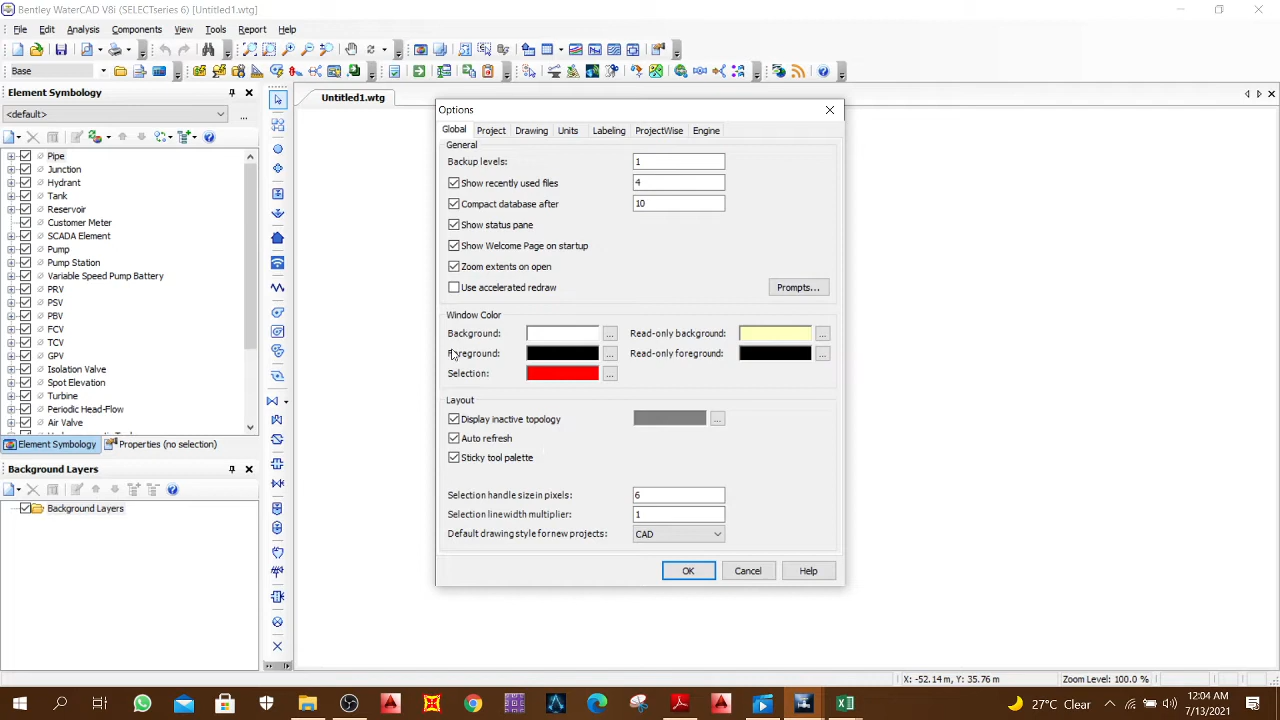 Bentley WaterCAD V8i (SELECTseries 6) [Untitled1.wtg]
File Edit Analysis Components View Tools Report Help
Base
Element Symbology
<default>
...
Pipe
Junction
Hydrant
Tank
Reservoir
Customer Meter
SCADA Element
Pump
Pump Station
Variable Speed Pump Battery
PRV
PSV
PBV
FCV
TCV
GPV
Isolation Valve
Spot Elevation
Turbine
Periodic Head-Flow
Air Valve
Element Symbology Properties (no selection)
Background Layers
Background Layers
Untitled1.wtg
Options
Global Project Drawing Units Labeling ProjectWise Engine
General
Backup levels: 1
Show recently used files 4
Compact database after 10
Show status pane
Show Welcome Page on startup
Zoom extents on open
Use accelerated redraw Prompts...
Window Color
Background: ... Read-only background: ...
Foreground: ... Read-only foreground: ...
Selection: ...
Layout
Display inactive topology ...
Auto refresh
Sticky tool palette
Selection handle size in pixels: 6
Selection linewidth multiplier: 1
Default drawing style for new projects: CAD
OK Cancel Help
X: -52.14 m, Y: 35.76 m Zoom Level: 100.0 %
27°C Clear ENG 12:04 AM
7/13/2021